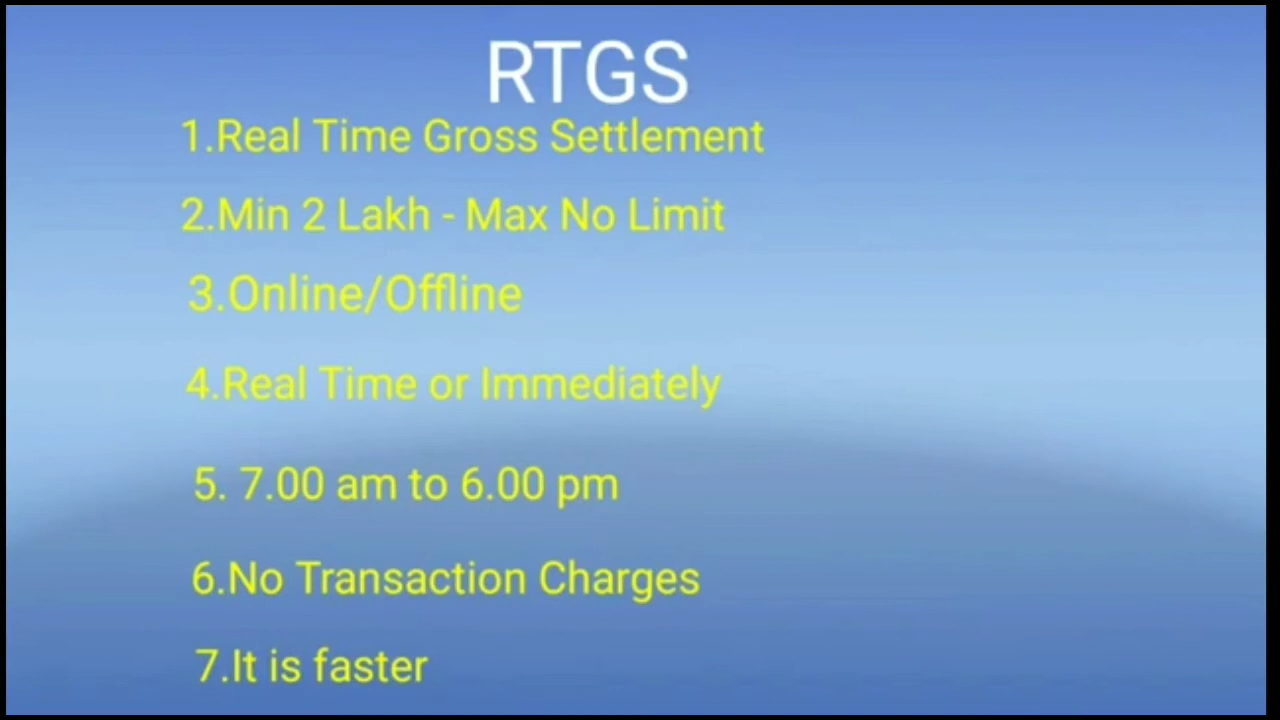 RTGS
1.Real Time Gross Settlement
2.Min 2 Lakh - Max No Limit
3.Online/Offline
4.Real Time or Immediately
5. 7.00 am to 6.00 pm
6.No Transaction Charges
7.It is faster